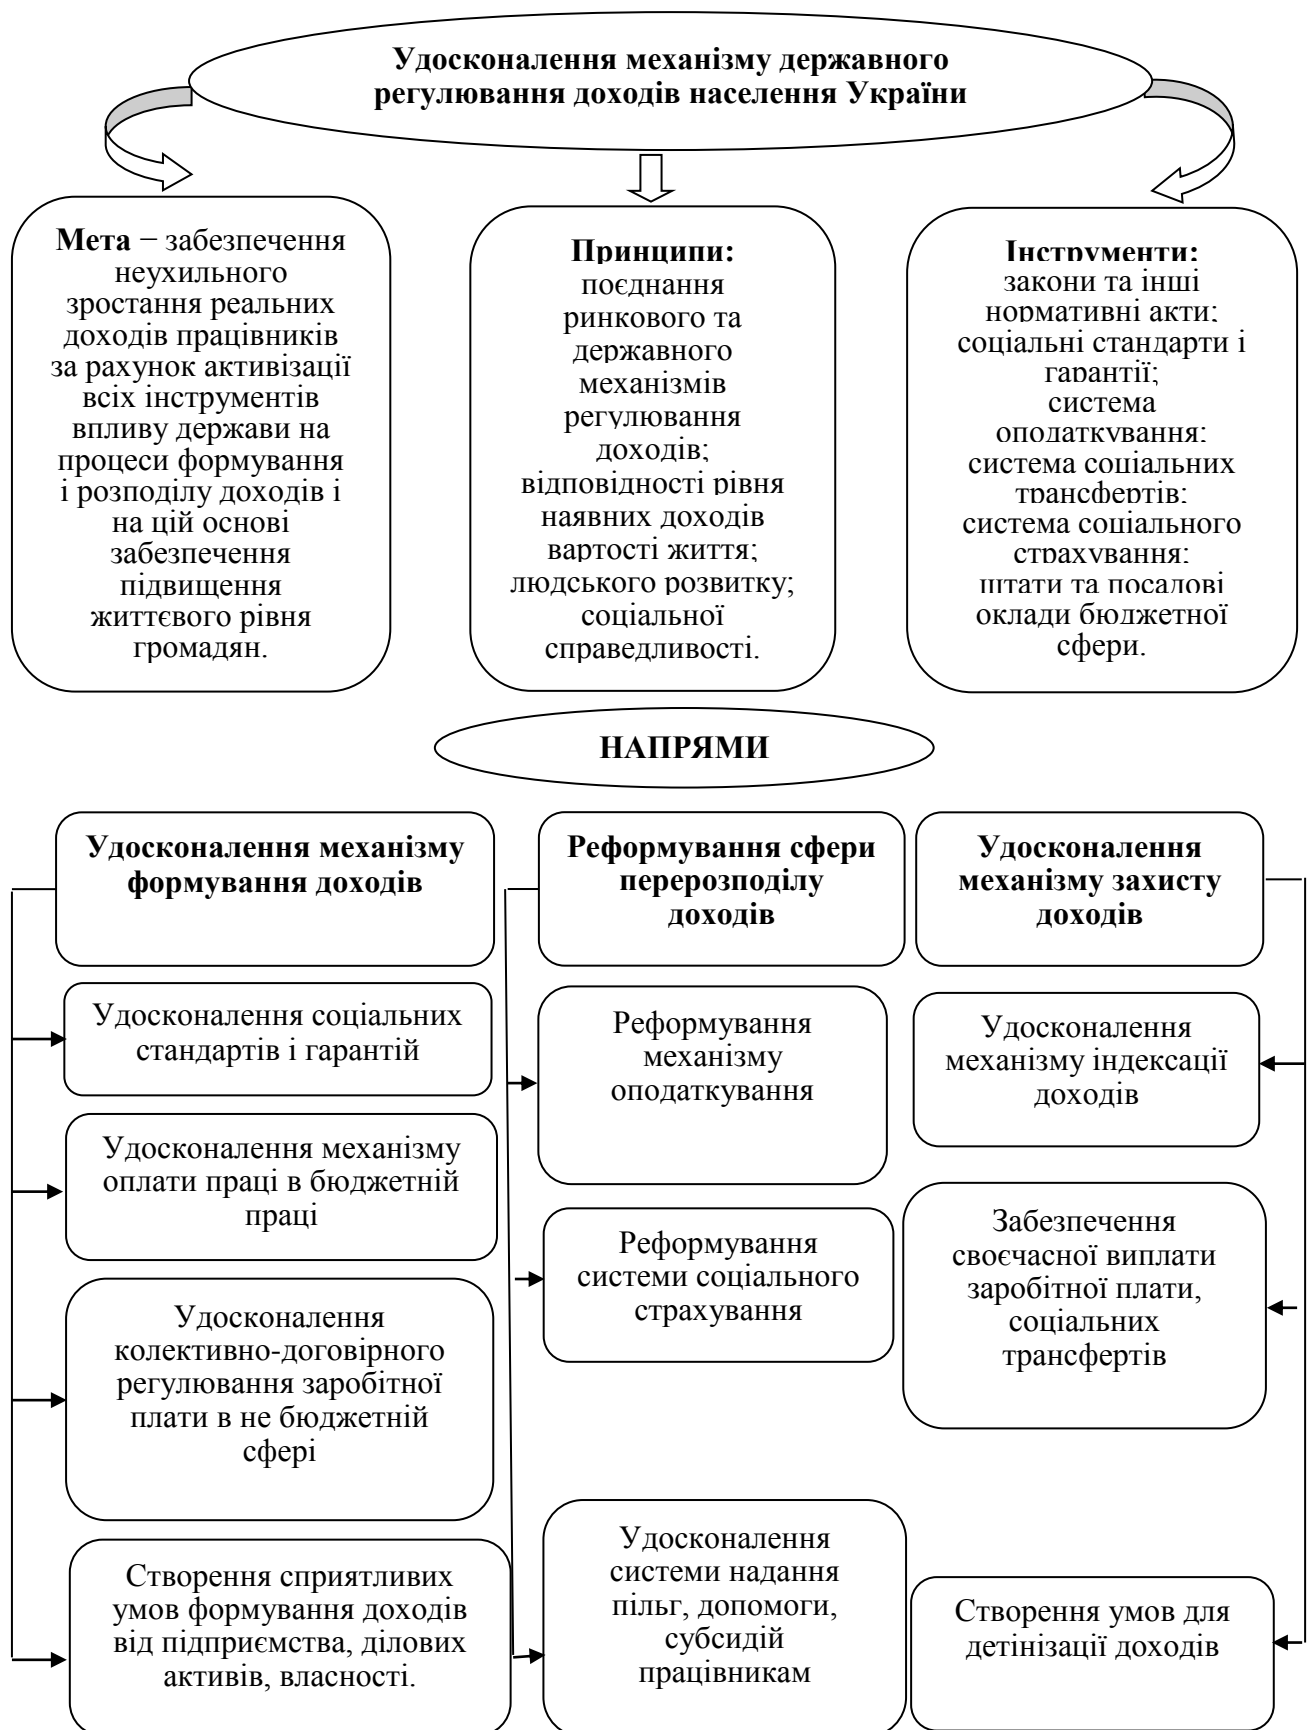 Удосконалення механізму державного
регулювання доходів населення України
Мета − забезпечення
неухильного
зростання реальних
доходів працівників
за рахунок активізації
всіх інструментів
впливу держави на
процеси формування
і розподілу доходів і
на цій основі
забезпечення
підвищення
життєвого рівня
громадян.
Принципи:
поєднання
ринкового та
державного
механізмів
регулювання
доходів;
відповідності рівня
наявних доходів
вартості життя;
людського розвитку;
соціальної
справедливості.
Інструменти:
закони та інші
нормативні акти;
соціальні стандарти і
гарантії;
система
оподаткування;
система соціальних
трансфертів;
система соціального
страхування;
штати та посадові
оклади бюджетної
сфери.
НАПРЯМИ
Удосконалення механізму
формування доходів
Удосконалення соціальних
стандартів і гарантій
Удосконалення механізму
оплати праці в бюджетній
праці
Удосконалення
колективно-договірного
регулювання заробітної
плати в не бюджетній
сфері
Створення сприятливих
умов формування доходів
від підприємства, ділових
активів, власності.
Реформування сфери
перерозподілу
доходів
Реформування
механізму
оподаткування
Реформування
системи соціального
страхування
Удосконалення
системи надання
пільг, допомоги,
субсидій
працівникам
Удосконалення
механізму захисту
доходів
Удосконалення
механізму індексації
доходів
Забезпечення
своєчасної виплати
заробітної плати,
соціальних
трансфертів
Створення умов для
детінізації доходів